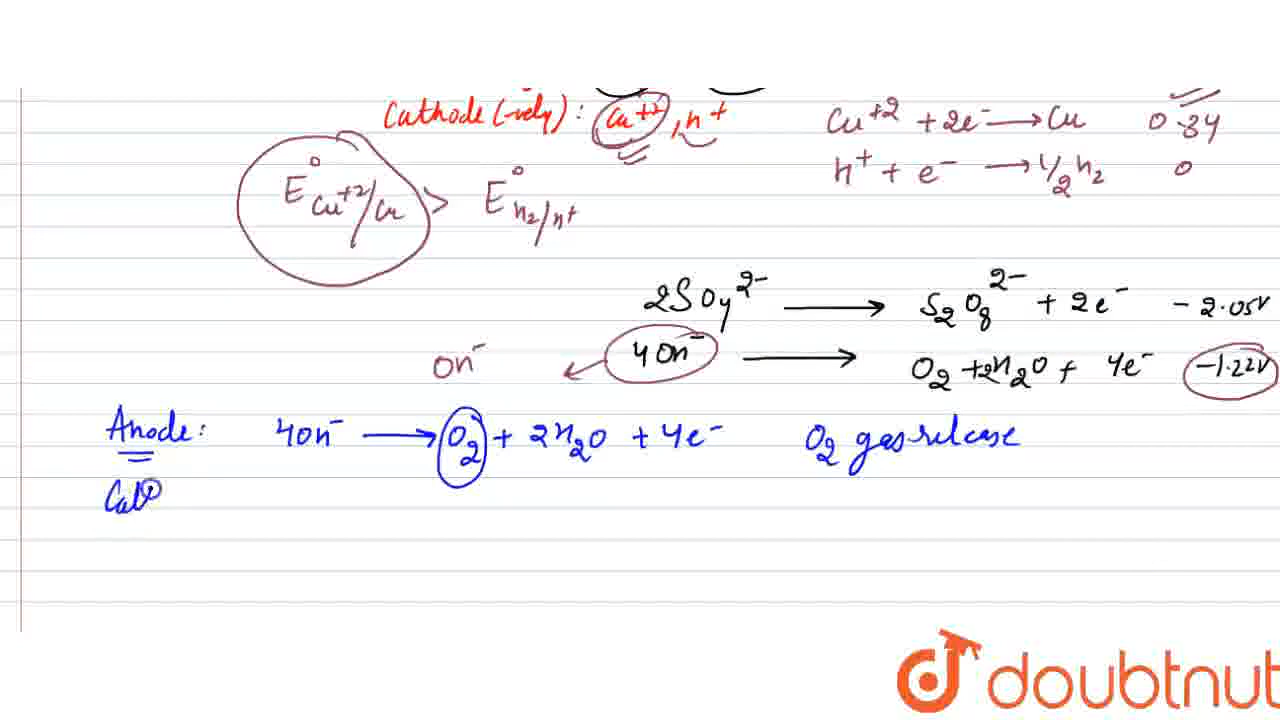 Cathode (-vely) : Cu+2, H+
Cu+2 + 2e- → Cu 0.34
H+ + e- → 1/2 H2 0
E°Cu+2/Cu > E°H2/H+
2SO4 2- → S2O8 2- + 2e- -2.05V
4OH- → O2 + 2H2O + 4e- -1.22V
OH-
Anode: 4OH- → O2 + 2H2O + 4e- O2 gas release
Cat
doubtnut